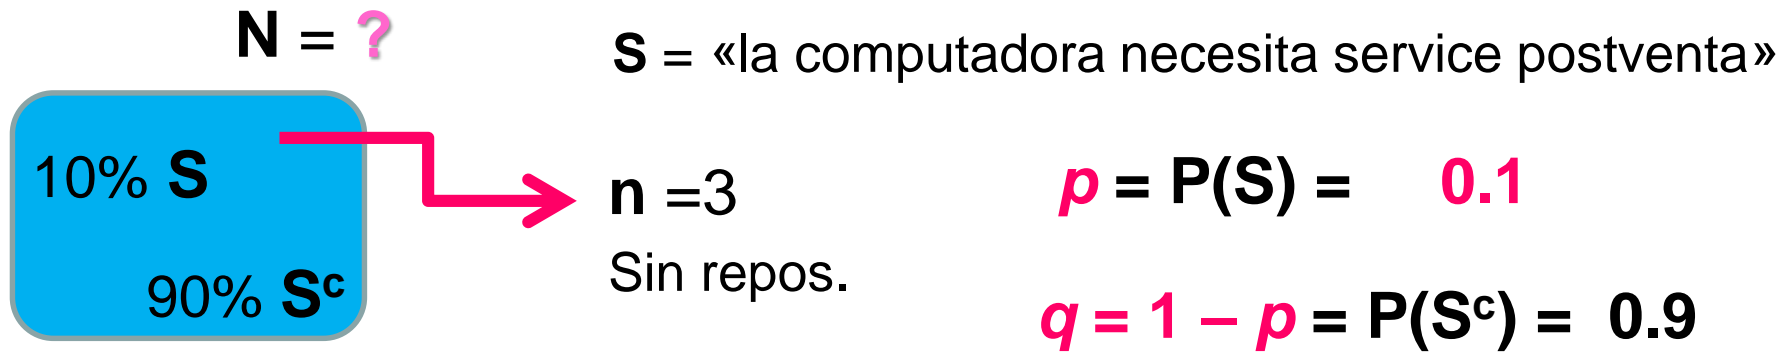 N = ?
S = «la computadora necesita service postventa»
10% S
90% Sᶜ
n =3
Sin repos.
p = P(S) = 0.1
q = 1 – p = P(Sᶜ) = 0.9